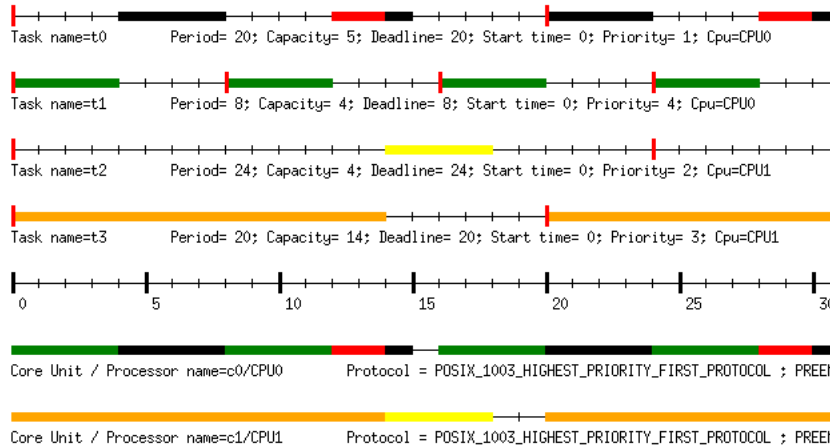 Task name=t0 Period= 20; Capacity= 5; Deadline= 20; Start time= 0; Priority= 1; Cpu=CPU0
Task name=t1 Period= 8; Capacity= 4; Deadline= 8; Start time= 0; Priority= 4; Cpu=CPU0
Task name=t2 Period= 24; Capacity= 4; Deadline= 24; Start time= 0; Priority= 2; Cpu=CPU1
Task name=t3 Period= 20; Capacity= 14; Deadline= 20; Start time= 0; Priority= 3; Cpu=CPU1
0 5 10 15 20 25 30
Core Unit / Processor name=c0/CPU0 Protocol = POSIX_1003_HIGHEST_PRIORITY_FIRST_PROTOCOL ; PREEM
Core Unit / Processor name=c1/CPU1 Protocol = POSIX_1003_HIGHEST_PRIORITY_FIRST_PROTOCOL ; PREEM